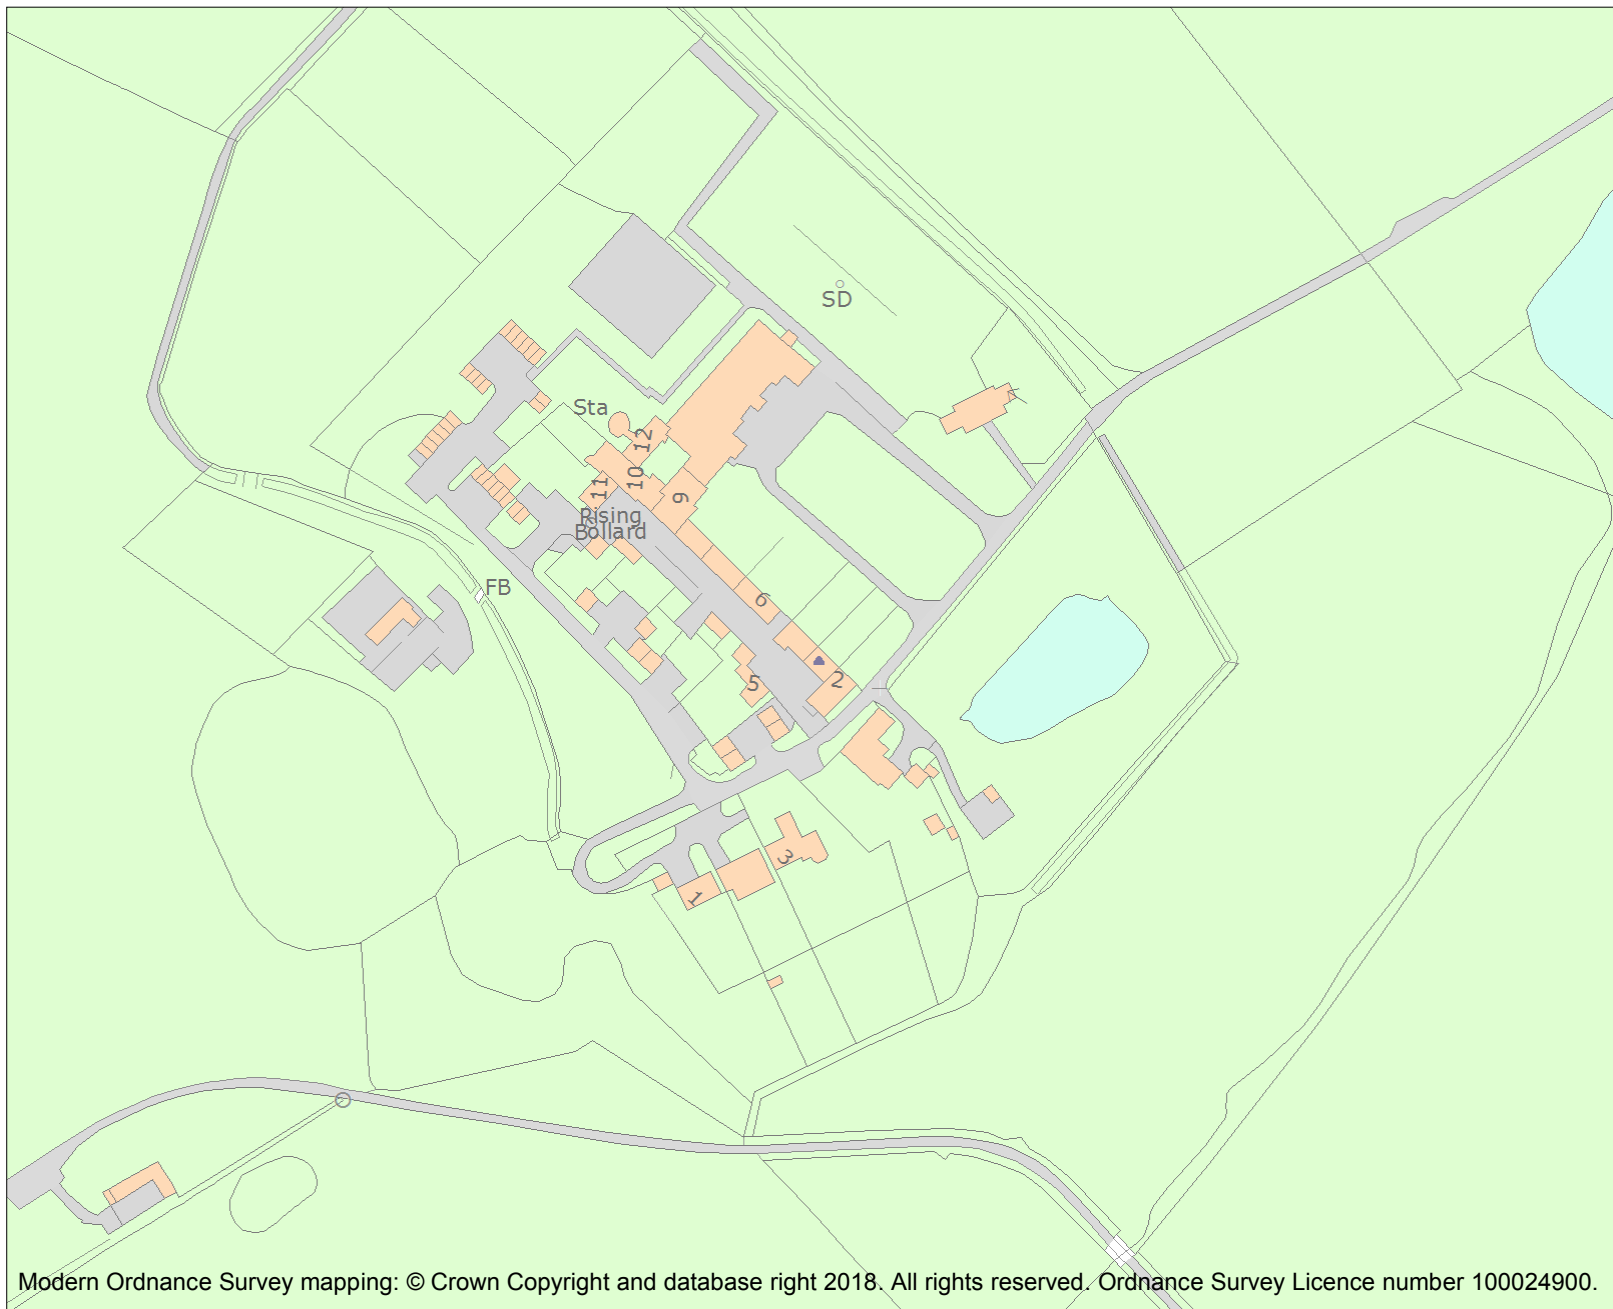 SD
Sta
12
10
11
9
Rising
Bollard
FB
6
5
2
3
1
Modern Ordnance Survey mapping: © Crown Copyright and database right 2018. All rights reserved. Ordnance Survey Licence number 100024900.